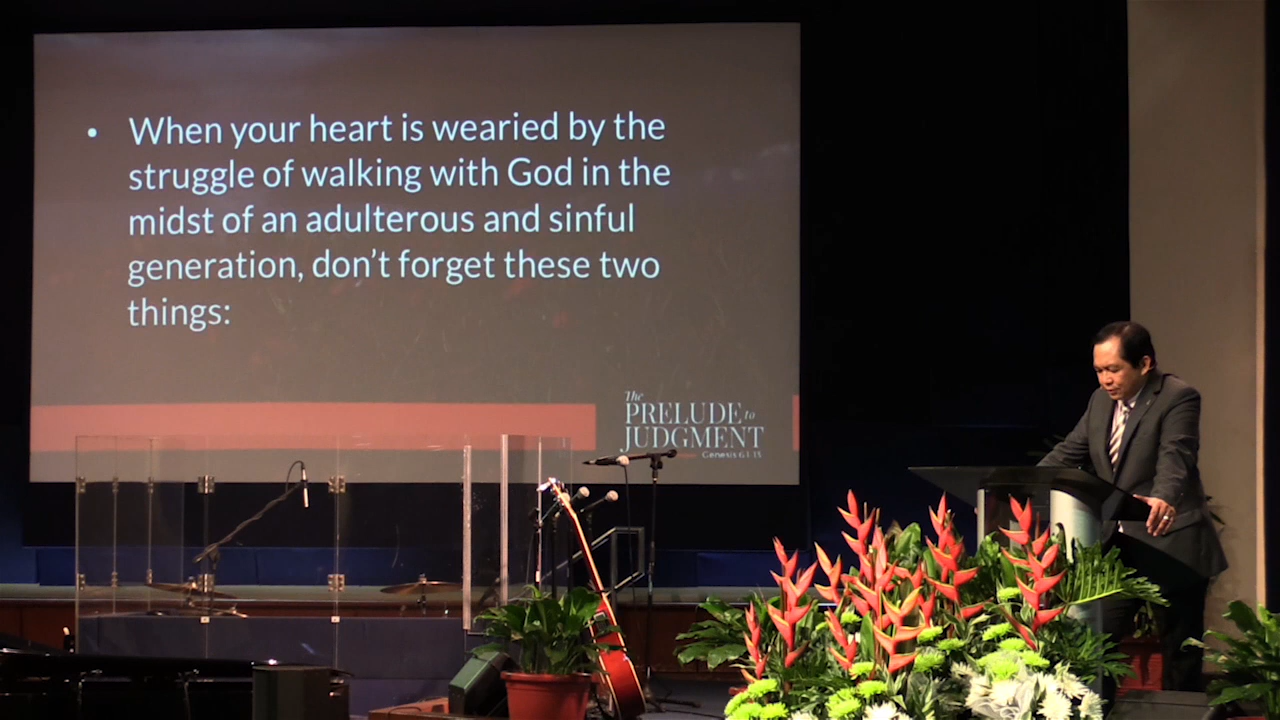 • When your heart is wearied by the
struggle of walking with God in the
midst of an adulterous and sinful
generation, don't forget these two
things:
The
PRELUDE to
JUDGMENT
Genesis 6:1-15